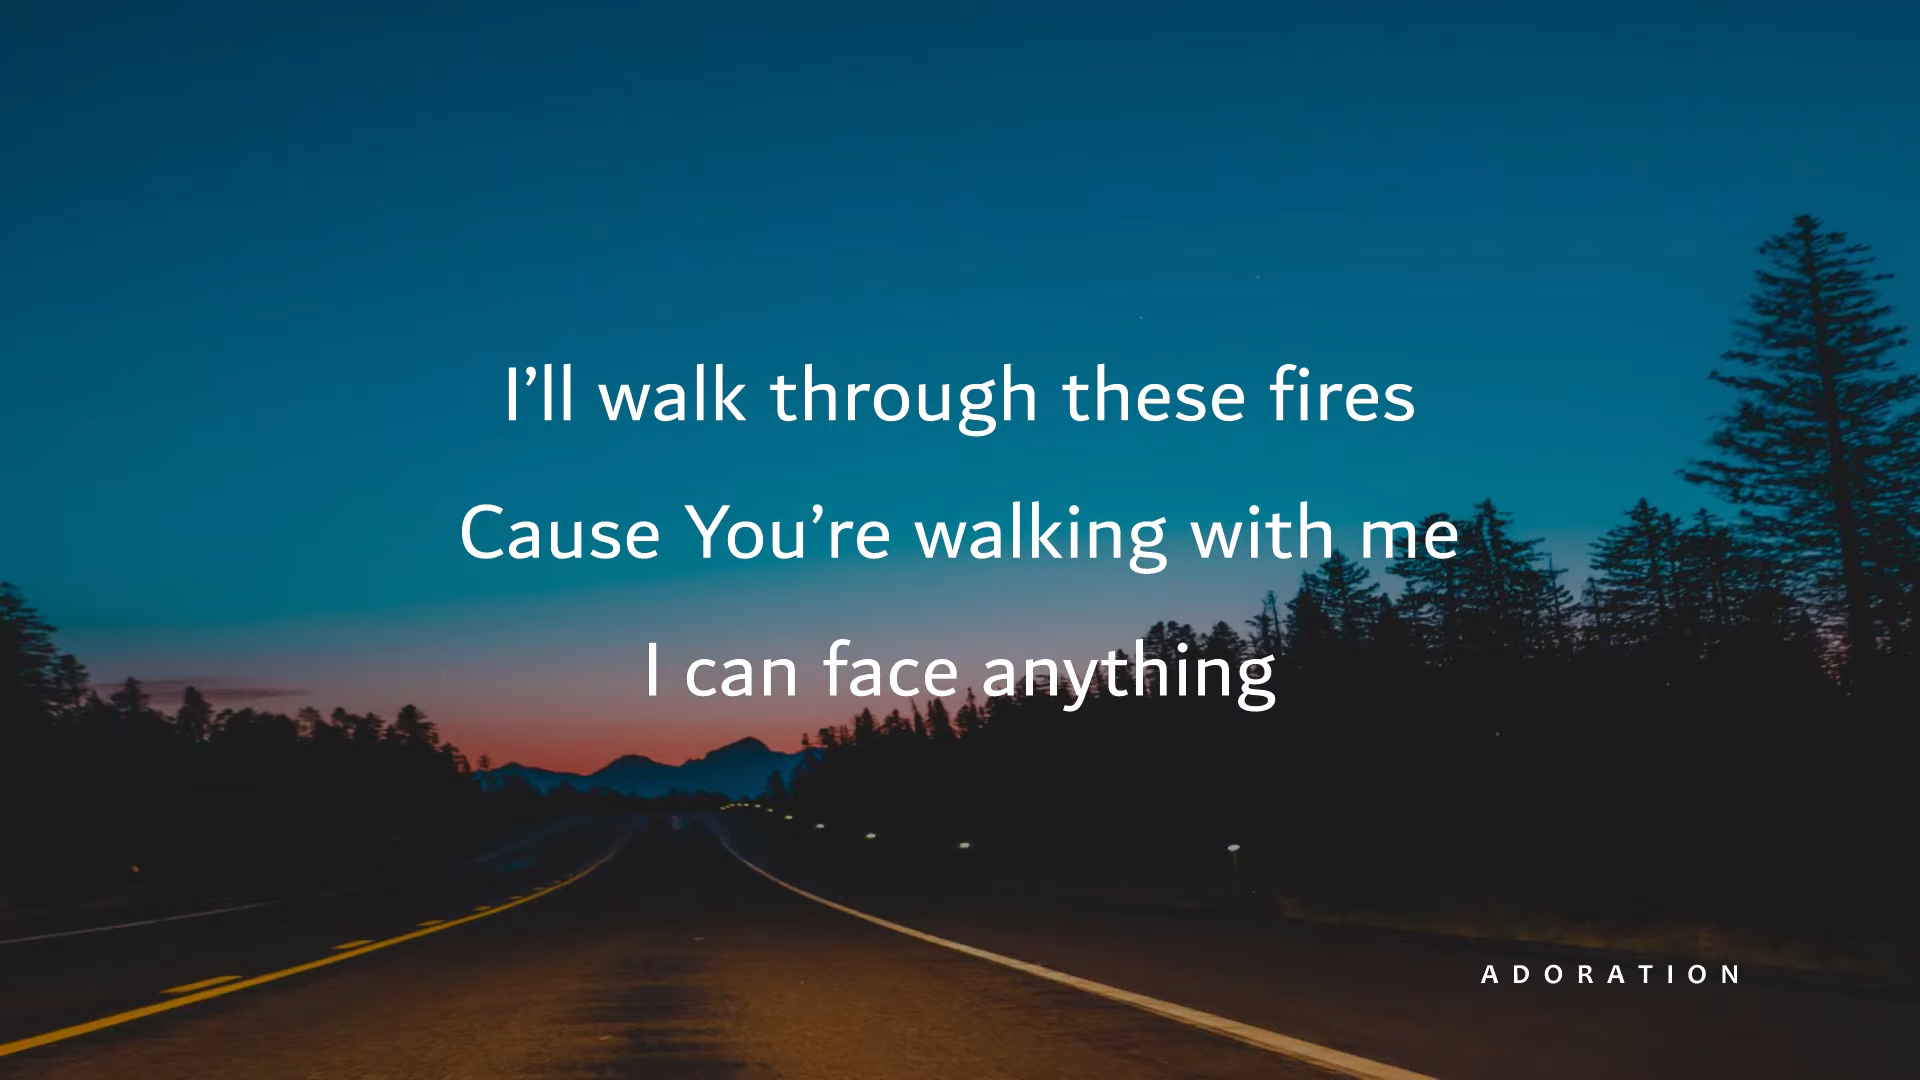 I’ll walk through these fires
Cause You’re walking with me
I can face anything
ADORATION